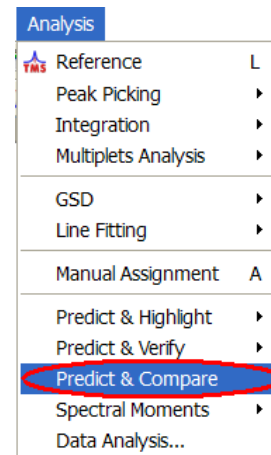 Analysis
TMS Reference L
Peak Picking
Integration
Multiplets Analysis
GSD
Line Fitting
Manual Assignment A
Predict & Highlight
Predict & Verify
Predict & Compare
Spectral Moments
Data Analysis...